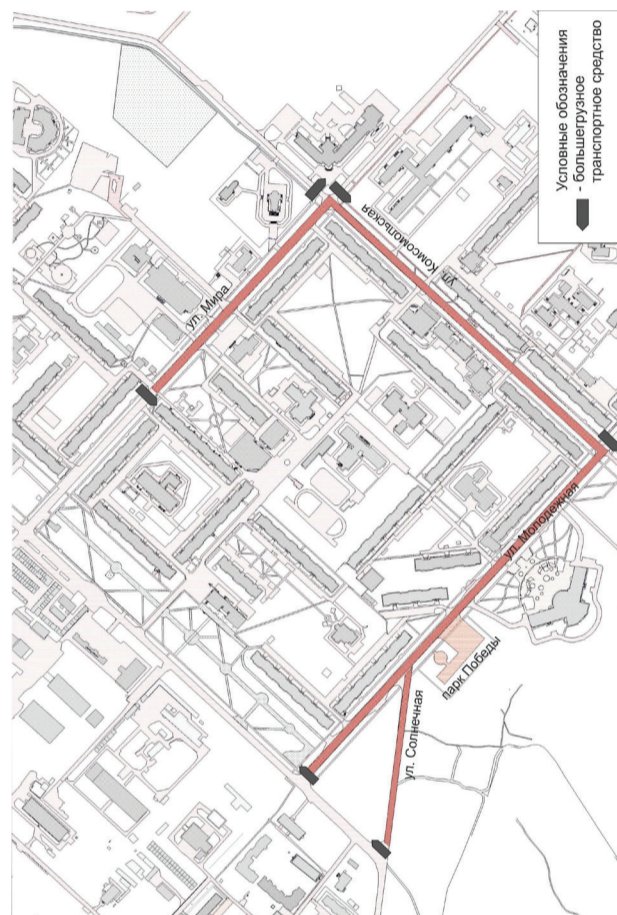 Условные обозначения
- большегрузное
транспортное средство
ул. Мира
ул. Комсомольская
ул. Молодежная
парк Победы
ул. Солнечная